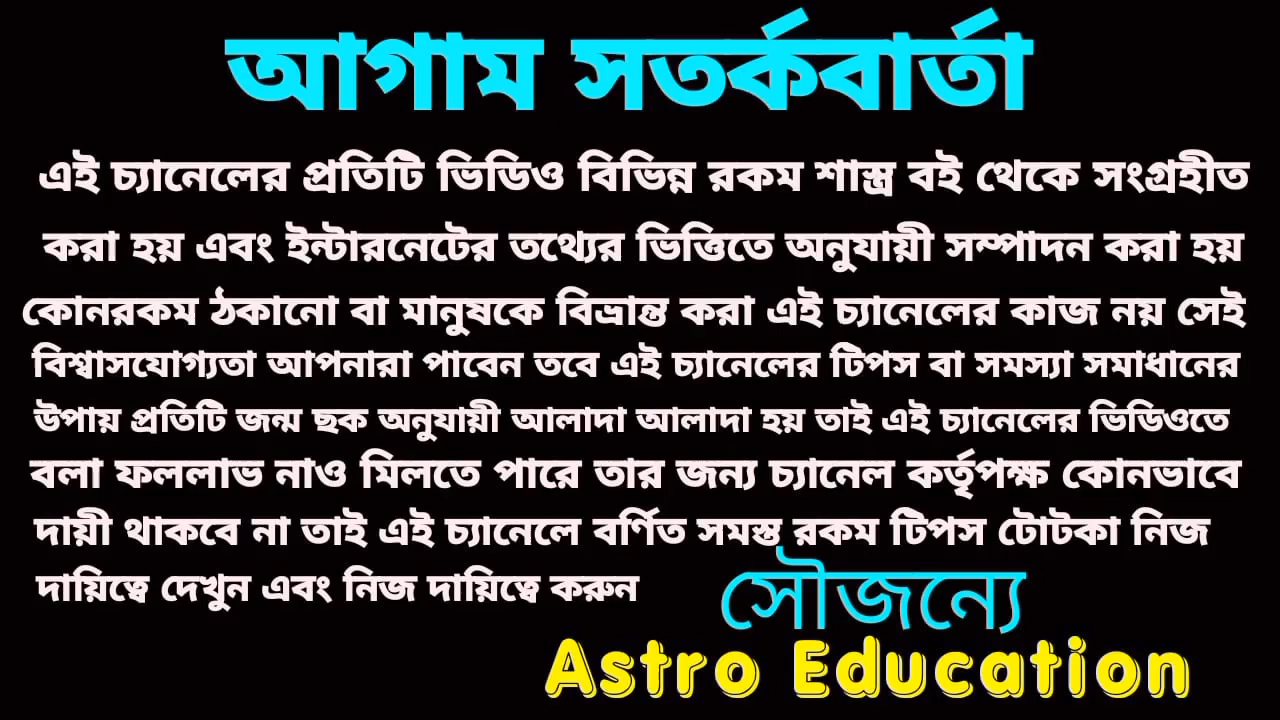 আগাম সতর্কবার্তা
এই চ্যানেলের প্রতিটি ভিডিও বিভিন্ন রকম শাস্ত্র বই থেকে সংগ্রহীত
করা হয় এবং ইন্টারনেটের তথ্যের ভিত্তিতে অনুযায়ী সম্পাদন করা হয়
কোনরকম ঠকানো বা মানুষকে বিভ্রান্ত করা এই চ্যানেলের কাজ নয় সেই
বিশ্বাসযোগ্যতা আপনারা পাবেন তবে এই চ্যানেলের টিপস বা সমস্যা সমাধানের
উপায় প্রতিটি জন্ম ছক অনুযায়ী আলাদা আলাদা হয় তাই এই চ্যানেলের ভিডিওতে
বলা ফললাভ নাও মিলতে পারে তার জন্য চ্যানেল কর্তৃপক্ষ কোনভাবে
দায়ী থাকবে না তাই এই চ্যানেলে বর্ণিত সমস্ত রকম টিপস টোটকা নিজ
দায়িত্বে দেখুন এবং নিজ দায়িত্বে করুন
সৌজন্যে
Astro Education